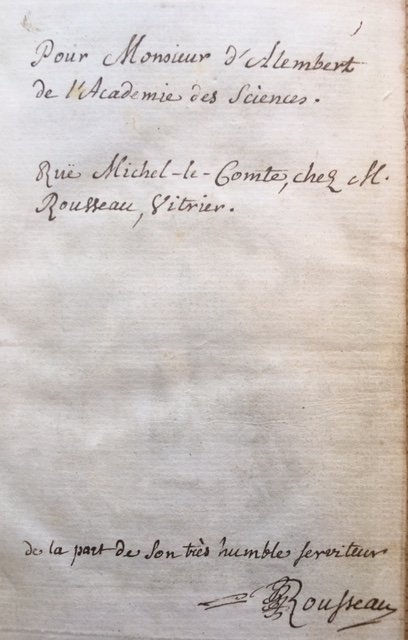 Pour Monsieur d'Alembert
de l'Academie des Sciences.
Ruë Michel-le-Comte, chez M.
Rousseau, Vitrier.
de la part de son très humble serviteur
Rousseau